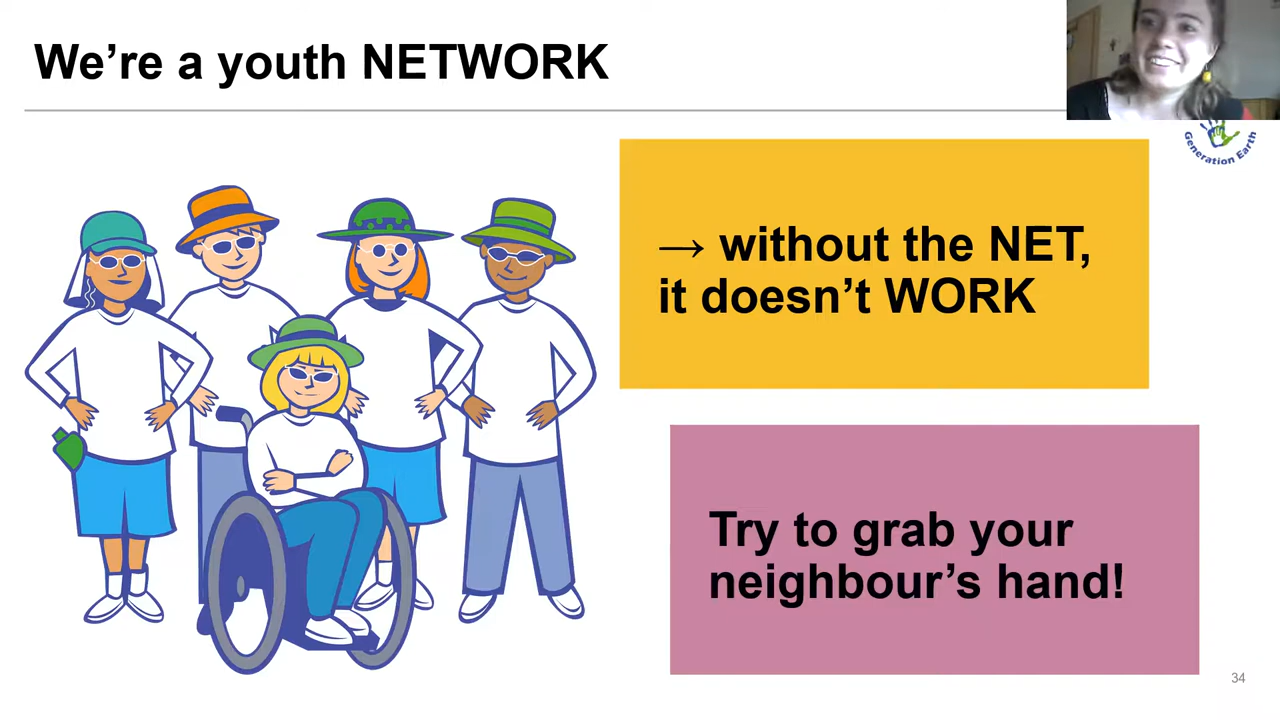 We’re a youth NETWORK
Generation Earth
→ without the NET,
it doesn’t WORK
Try to grab your
neighbour’s hand!
34